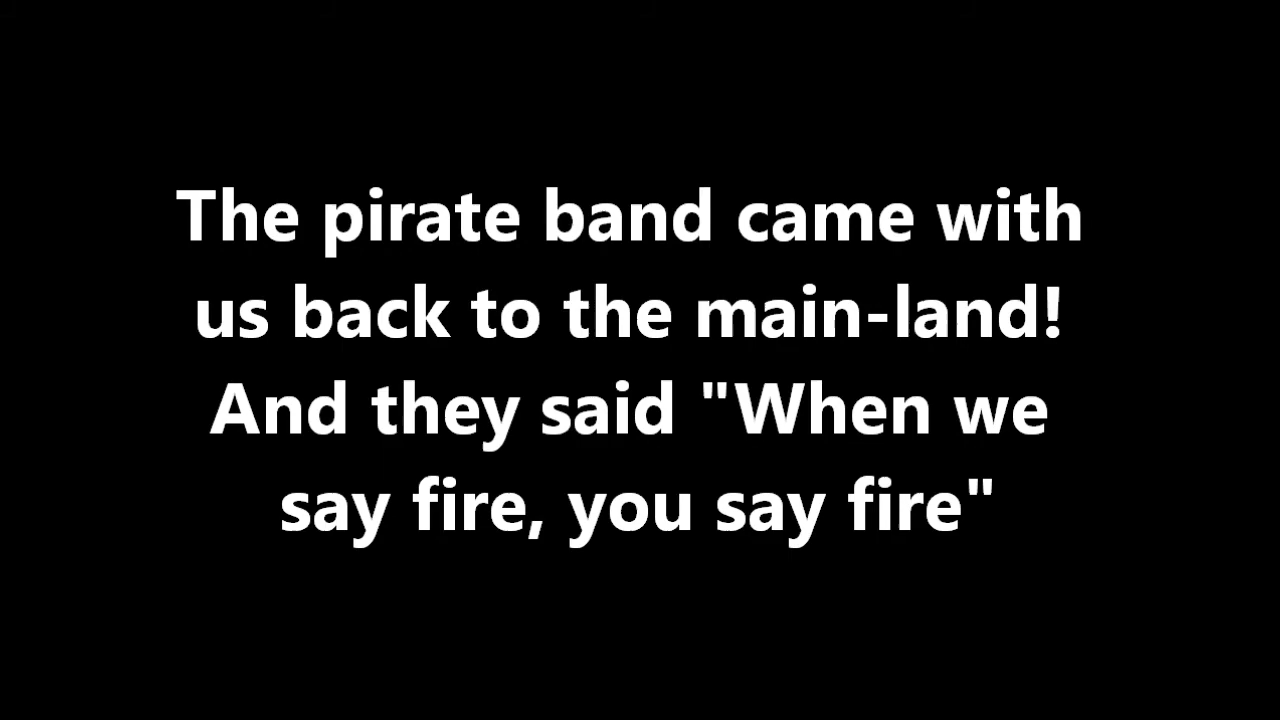 The pirate band came with
us back to the main-land!
And they said "When we
say fire, you say fire"